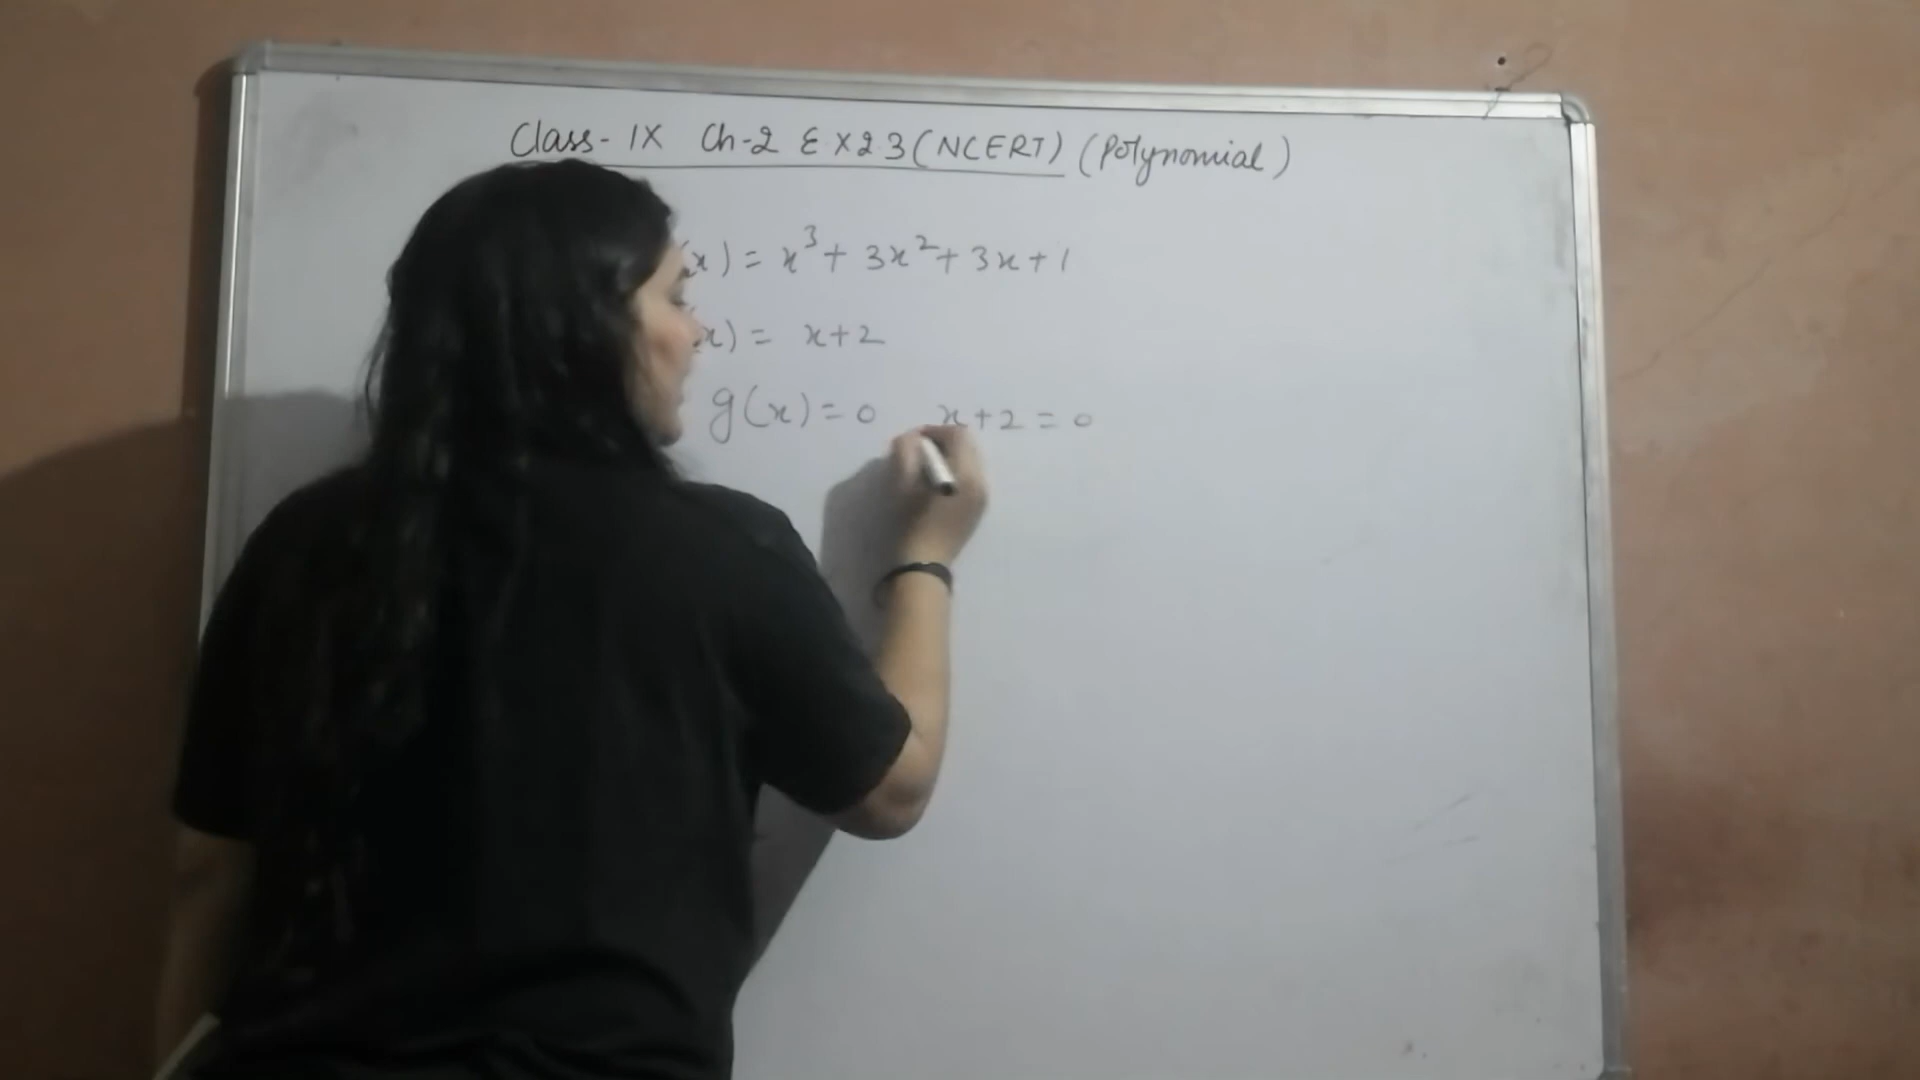 Class- IX Ch-2 Ex 2 3 (NCERT) (Polynomial)
(x) = x³ + 3x² + 3x + 1
(x) = x+2
g(x) = 0 x+2 = 0